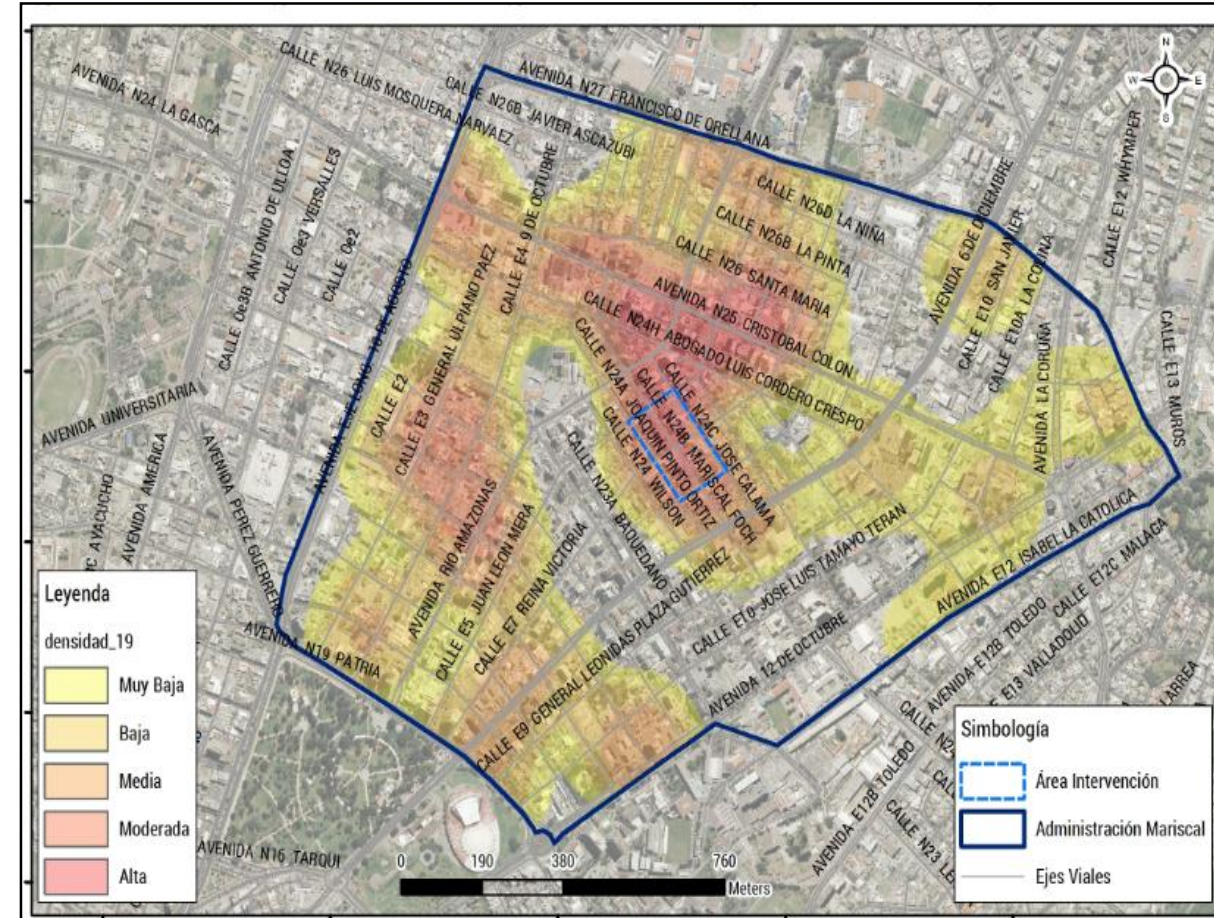 N
W
E
S
AVENIDA N27 FRANCISCO DE ORELLANA
CALLE N26 LUIS MOSQUERA NARVAEZ
CALLE N26B JAVIER ASCAZUBI
AVENIDA N24 LA GASCA
CALLE Oe3B ANTONIO DE ULLOA
CALLE Oe3 VERSALLES
CALLE Oe2
CALLE E4 9 DE OCTUBRE
CALLE N26D LA NIÑA
CALLE N26B LA PINTA
CALLE N26 SANTA MARIA
AVENIDA 6 DE DICIEMBRE
CALLE E10 SAN JAVIER
CALLE E10A LA CORUÑA
CALLE E12 WHYMPER
CALLE E13 MUROS
AVENIDA N25 CRISTOBAL COLON
CALLE N24H ABOGADO LUIS CORDERO CRESPO
CALLE E3 GENERAL ULPIANO PAEZ
CALLE E2
AVENIDA UNIVERSITARIA
AVENIDA PEREZ GUERRERO
AVENIDA AMERICA
AYACUCHO
CALLE N24C JOSE CALAMA
CALLE N24B MARISCAL FOCH
CALLE N24A JOAQUIN PINTO ORTIZ
CALLE N24 WILSON
CALLE N23A BAQUEDANO
AVENIDA LA CORUÑA
AVENIDA RIO AMAZONAS
CALLE E5 JUAN LEON MERA
CALLE E7 REINA VICTORIA
CALLE E9 GENERAL LEONIDAS PLAZA GUTIERREZ
CALLE E10 JOSE LUIS TAMAYO TERAN
AVENIDA 12 DE OCTUBRE
AVENIDA E12 ISABEL LA CATOLICA
CALLE E12C MALAGA
AVENIDA E12B TOLEDO
E13 VALLADOLID
LARREA
AVENIDA N19 PATRIA
AVENIDA E12B TOLEDO
CALLE N23
AVENIDA N16 TARQUI
Leyenda
densidad_19
Muy Baja
Baja
Media
Moderada
Alta
0 190 380 760
Meters
Simbología
Área Intervención
Administración Mariscal
Ejes Viales